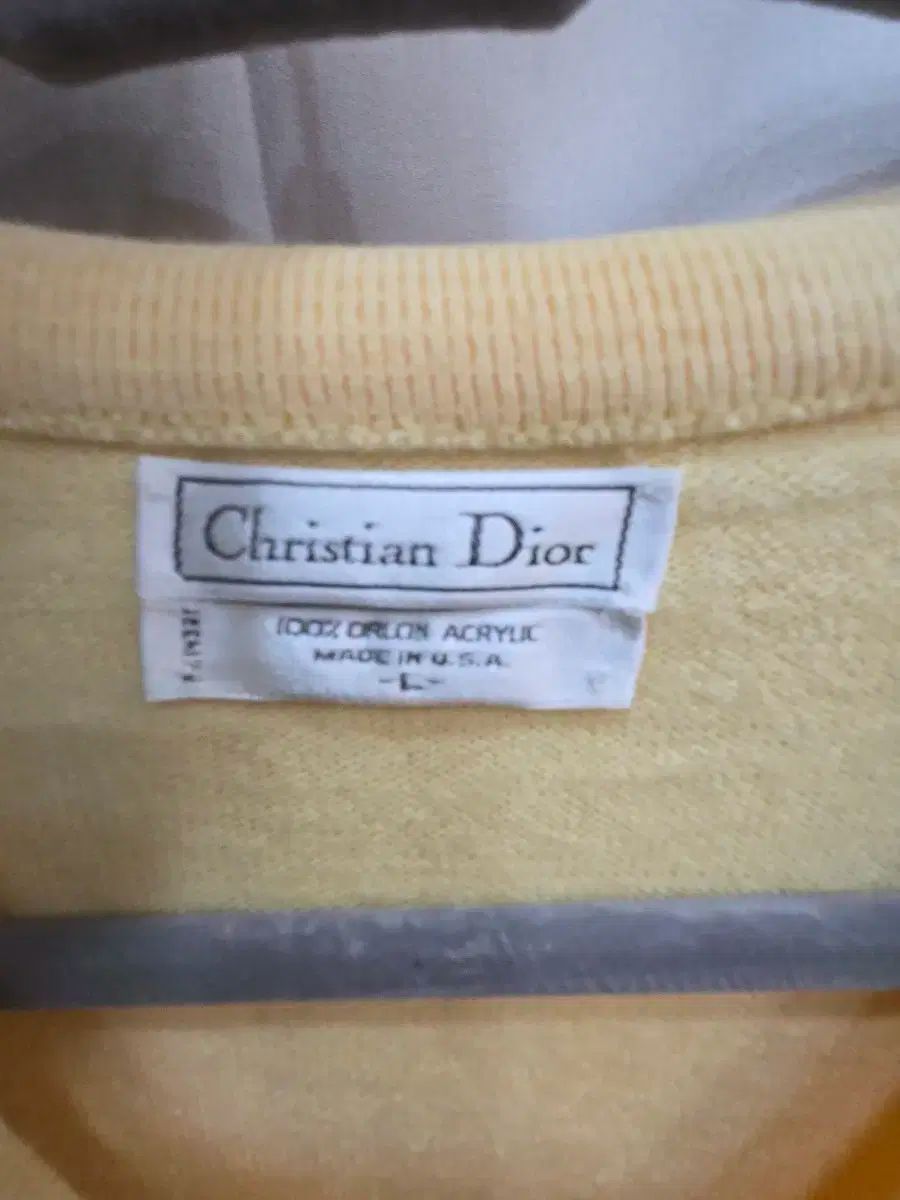 Christian Dior
100% ORLON ACRYLIC
MADE IN U.S.A.
-L-